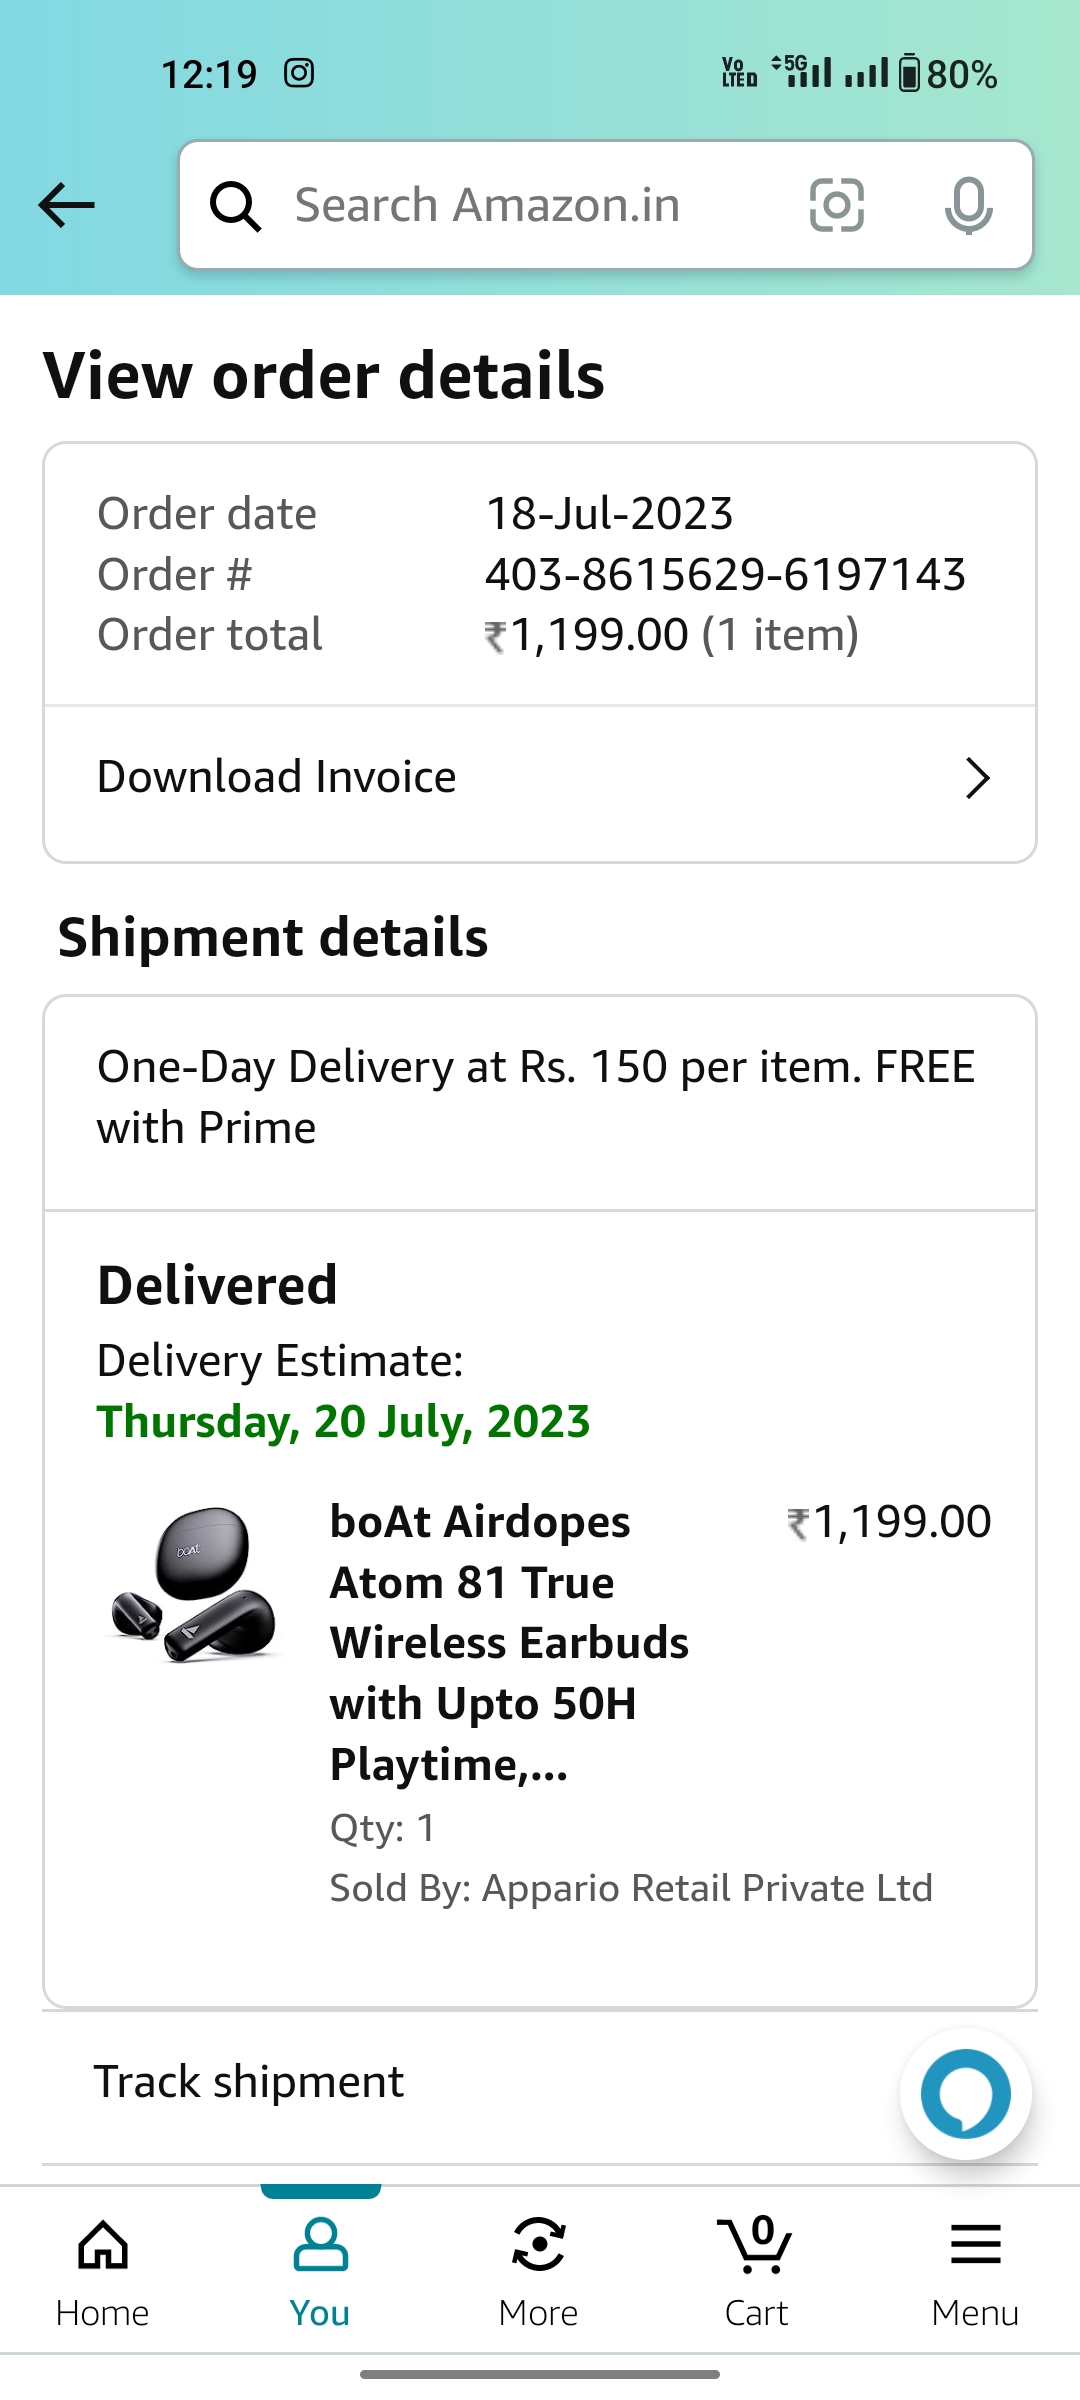 12:19 Vo LTED 5G 80%
Search Amazon.in
View order details
Order date 18-Jul-2023
Order # 403-8615629-6197143
Order total ₹1,199.00 (1 item)
Download Invoice
Shipment details
One-Day Delivery at Rs. 150 per item. FREE
with Prime
Delivered
Delivery Estimate:
Thursday, 20 July, 2023
boAt
boAt Airdopes ₹1,199.00
Atom 81 True
Wireless Earbuds
with Upto 50H
Playtime,...
Qty: 1
Sold By: Appario Retail Private Ltd
Track shipment
0
Home You More Cart Menu